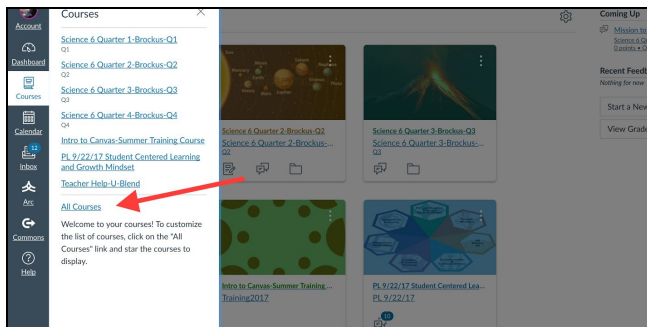 Account
Dashboard
Courses
Calendar
12
Inbox
Arc
Commons
Help
Courses
Science 6 Quarter 1-Brockus-Q1
Q1
Science 6 Quarter 2-Brockus-Q2
Q2
Science 6 Quarter 3-Brockus-Q3
Q3
Science 6 Quarter 4-Brockus-Q4
Q4
Intro to Canvas-Summer Training Course
PL 9/22/17 Student Centered Learning
and Growth Mindset
Teacher Help-U-Blend
All Courses
Welcome to your courses! To customize
the list of courses, click on the "All
Courses" link and star the courses to
display.
Science 6 Quarter 2-Brockus-Q2
Science 6 Quarter 2-Brockus-...
Q2
Science 6 Quarter 3-Brockus-Q3
Science 6 Quarter 3-Brockus-...
Q3
Intro to Canvas-Summer Training ...
Training2017
PL 9/22/17 Student Centered Lea...
PL 9/22/17
10
Coming Up
Mission to
Science 6 Q
0 points •
Recent Feedb
Nothing for now
Start a New
View Grade